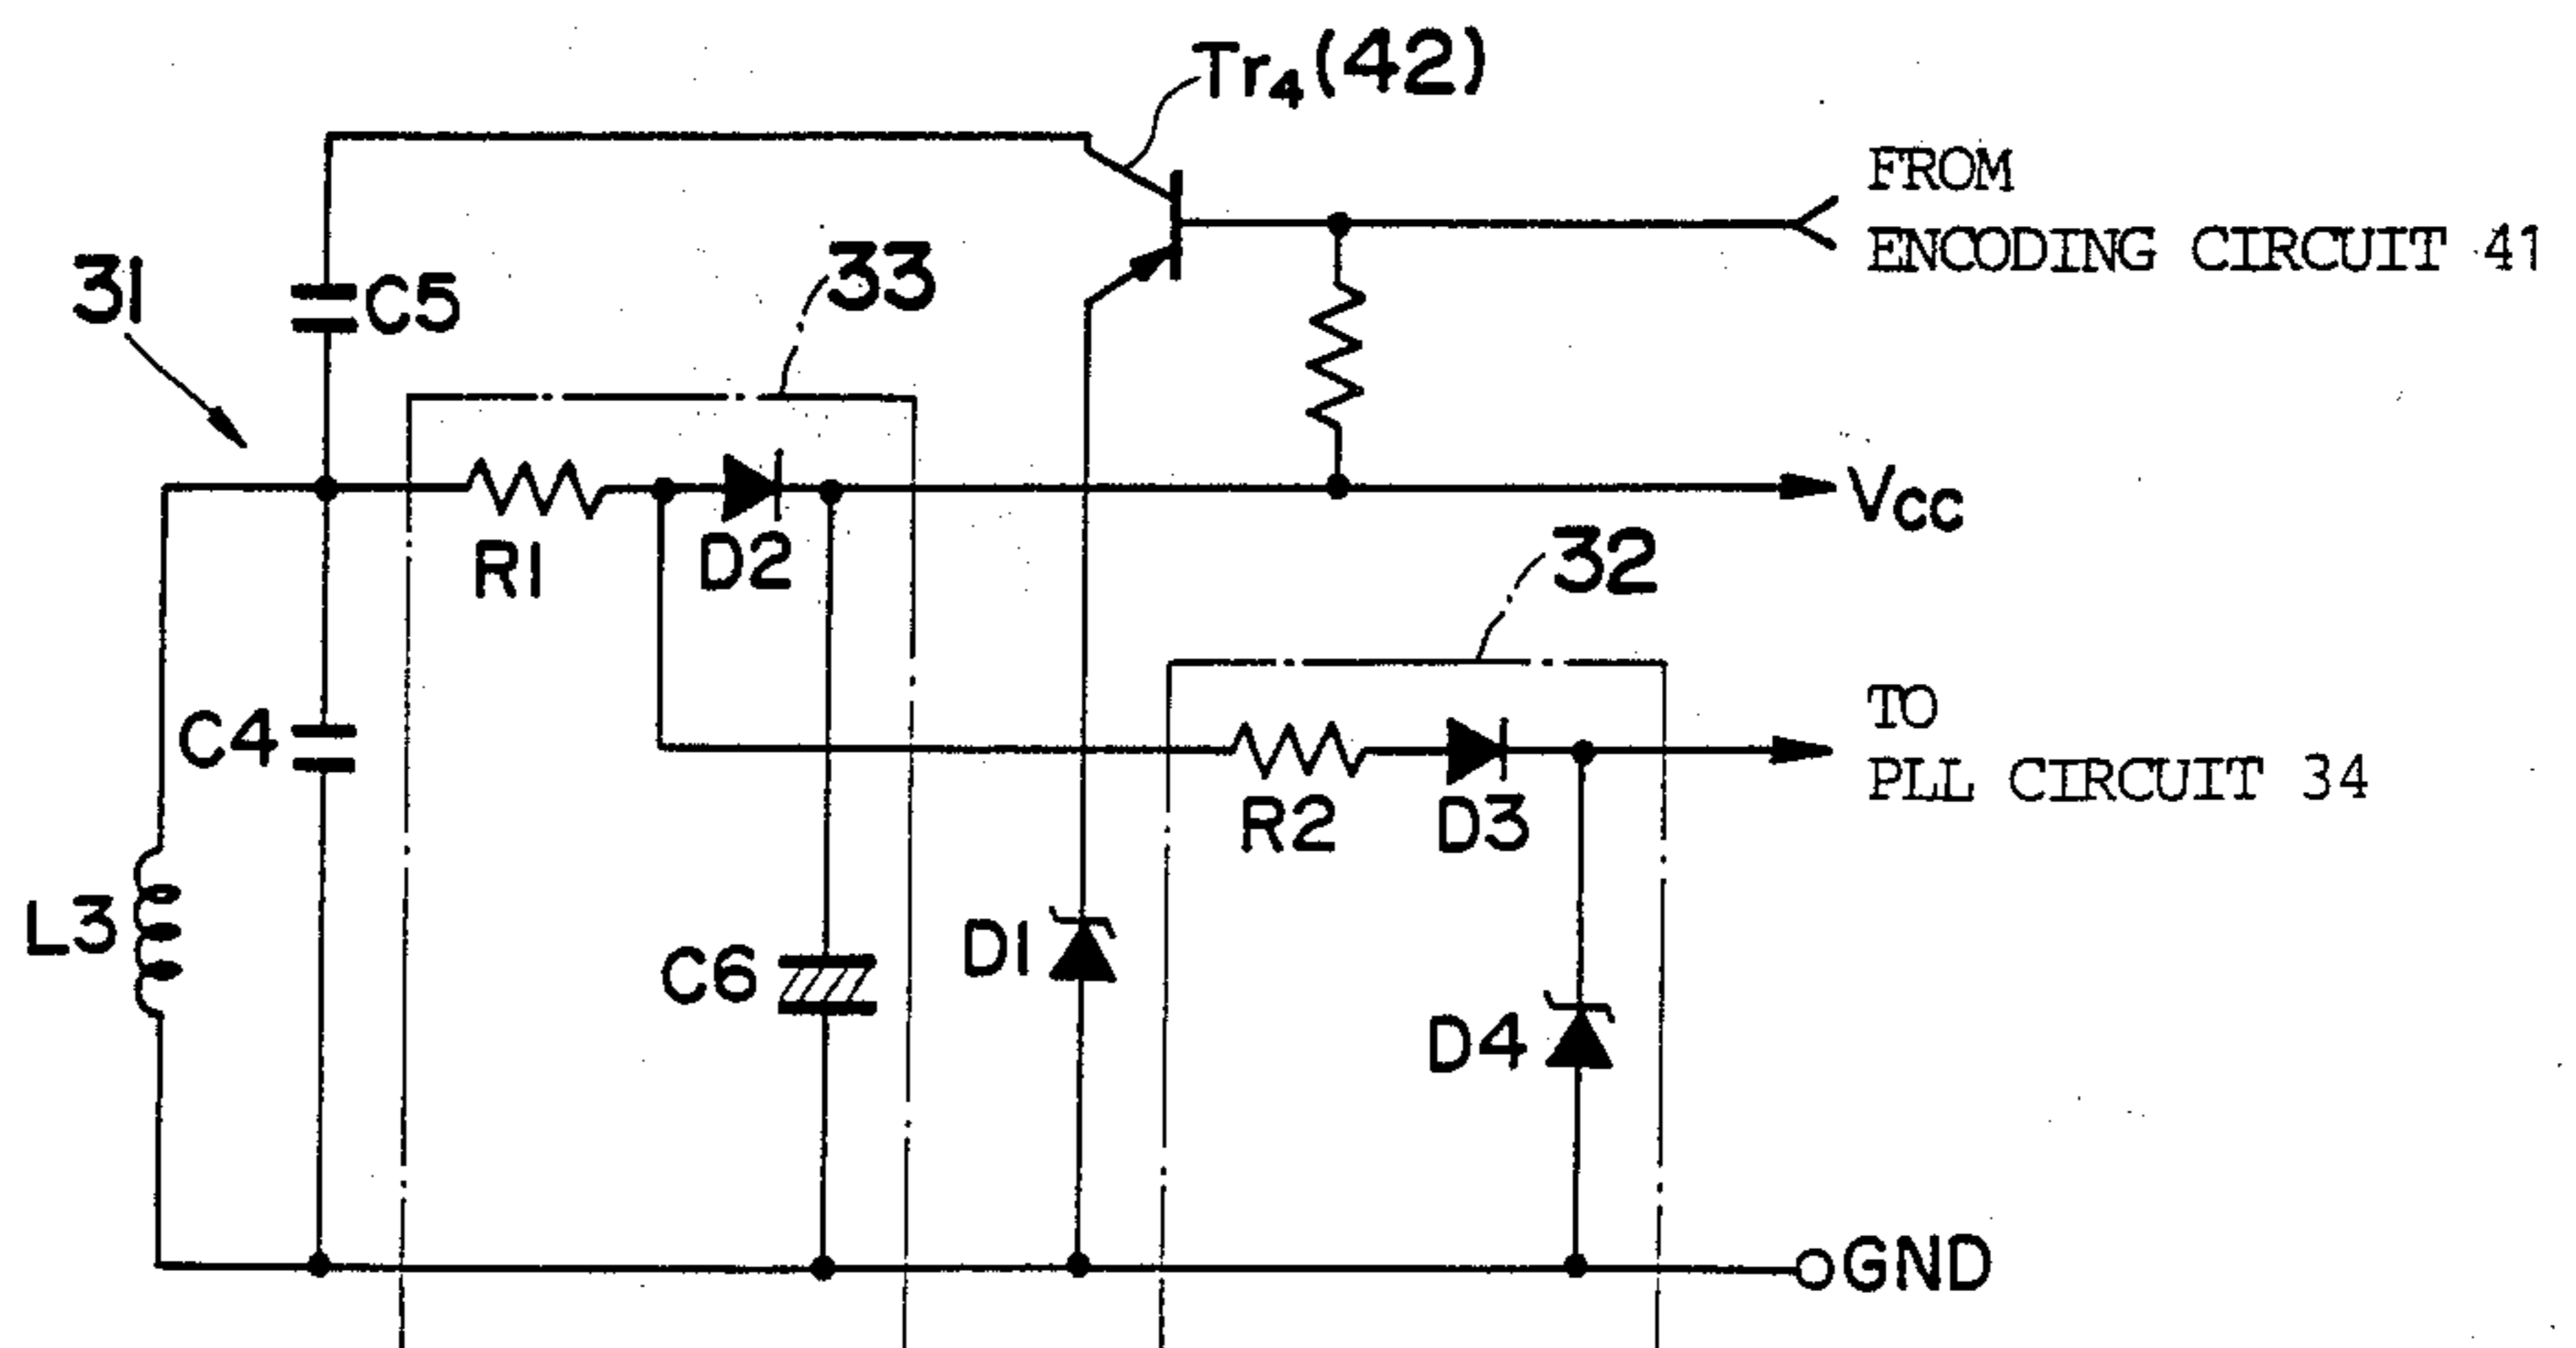 Tr4(42)
FROM
ENCODING CIRCUIT 41
31
C5
33
R1
D2
VCC
32
TO
PLL CIRCUIT 34
C4
R2
D3
L3
C6
D1
D4
GND